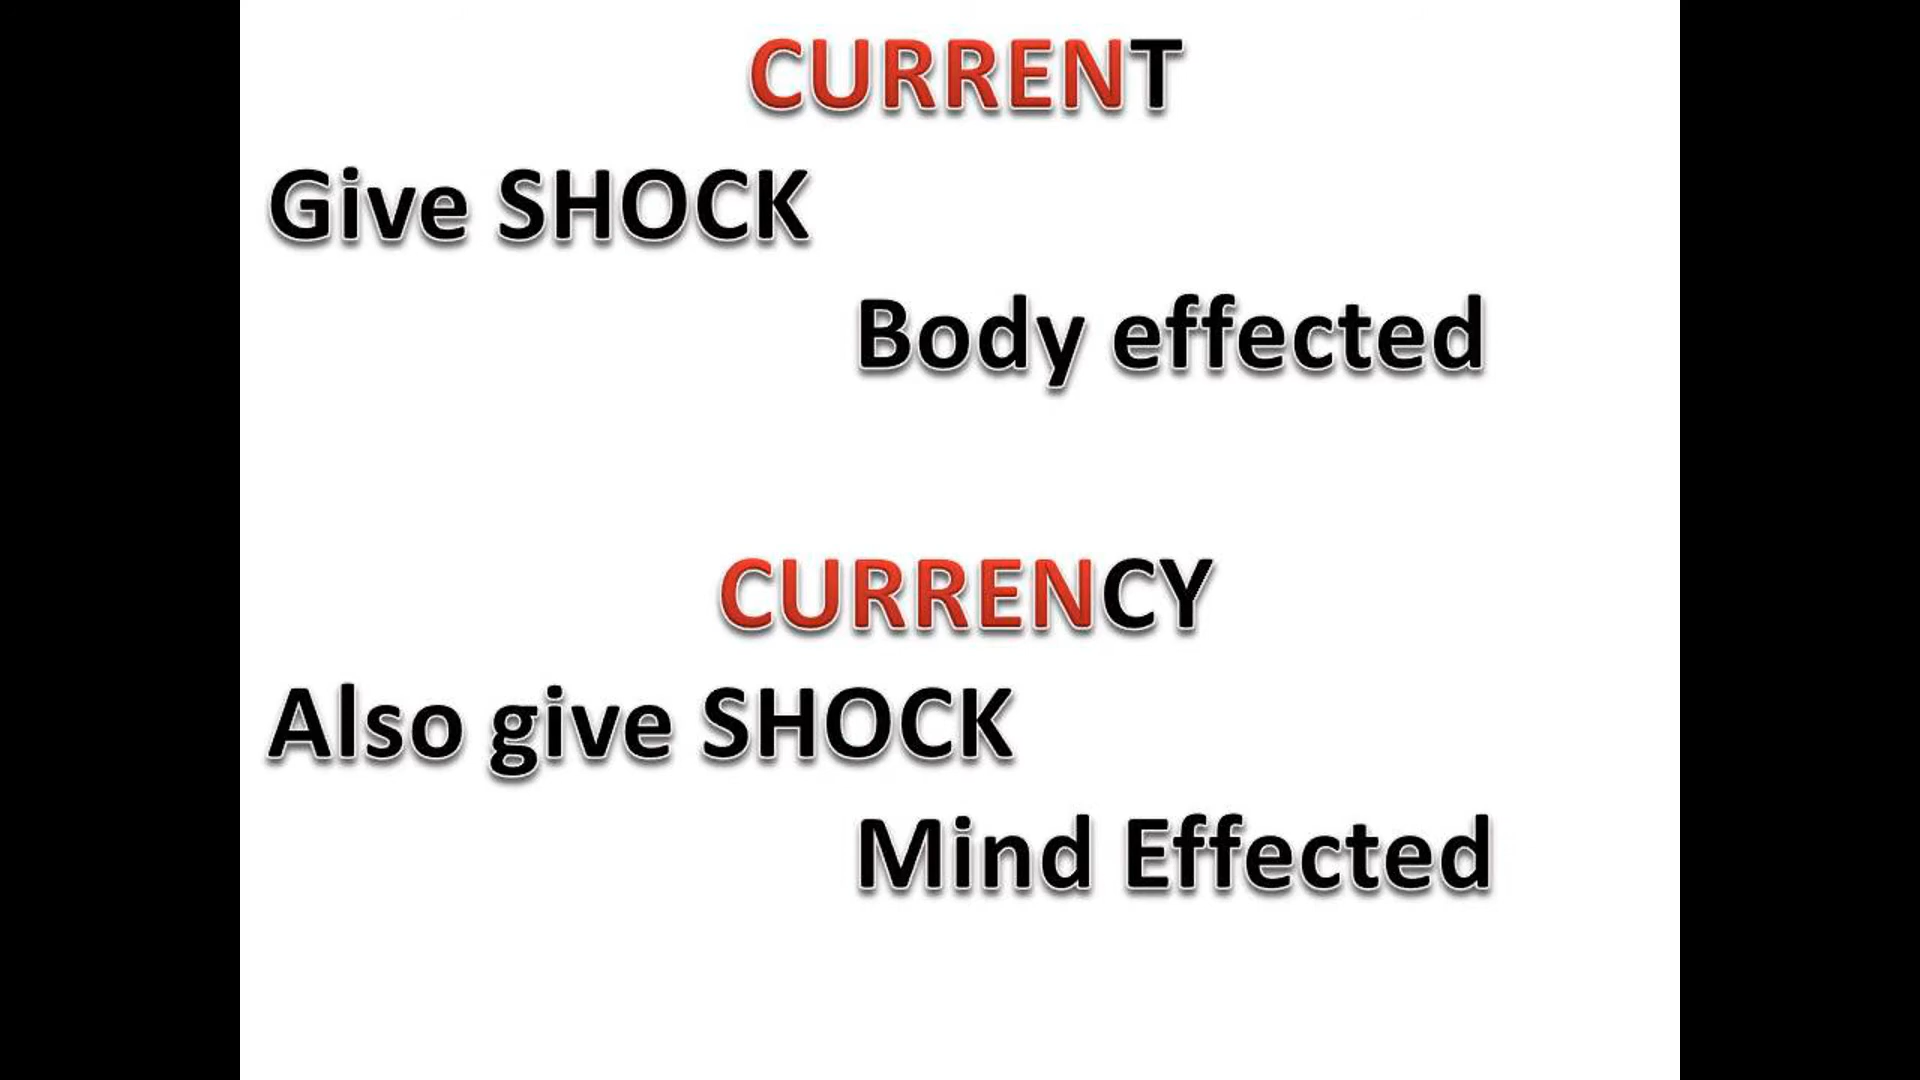 CURRENT
Give SHOCK
Body effected
CURRENCY
Also give SHOCK
Mind Effected